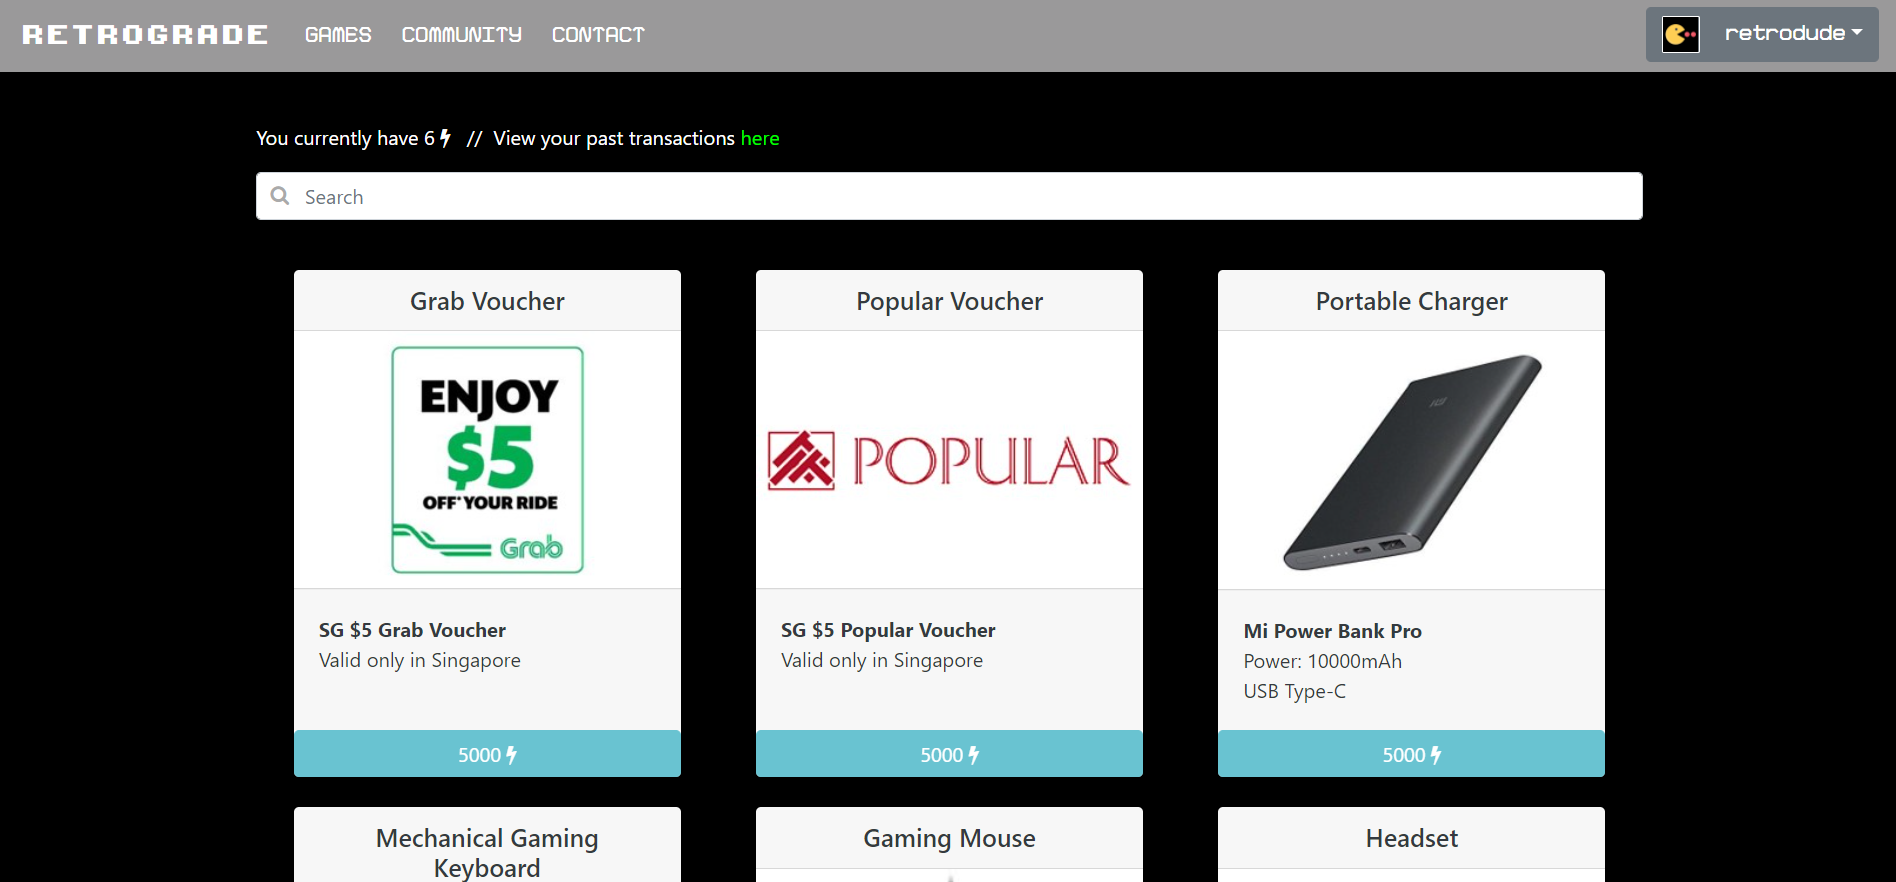 RETROGRADE GAMES COMMUNITY CONTACT retrodude
You currently have 6 // View your past transactions here
Search
Grab Voucher
ENJOY
$5
OFF* YOUR RIDE
Grab
SG $5 Grab Voucher
Valid only in Singapore
5000
Popular Voucher
POPULAR
SG $5 Popular Voucher
Valid only in Singapore
5000
Portable Charger
Mi Power Bank Pro
Power: 10000mAh
USB Type-C
5000
Mechanical Gaming
Keyboard
Gaming Mouse
Headset